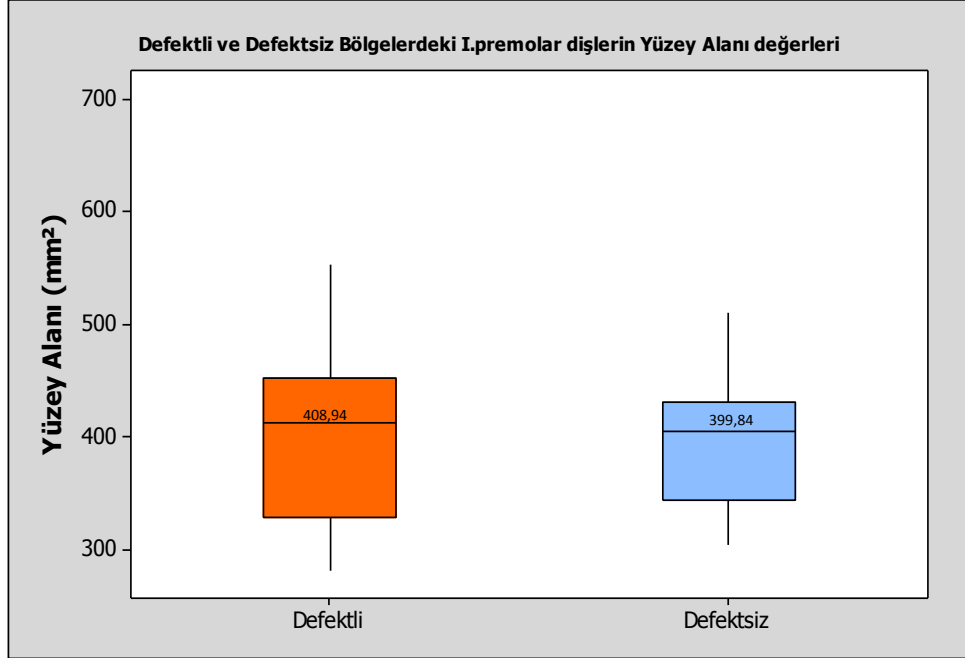 Defektli ve Defektsiz Bölgelerdeki I.premolar dişlerin Yüzey Alanı değerleri
Yüzey Alanı (mm²)
700
600
500
400
300
408,94
399,84
Defektli
Defektsiz